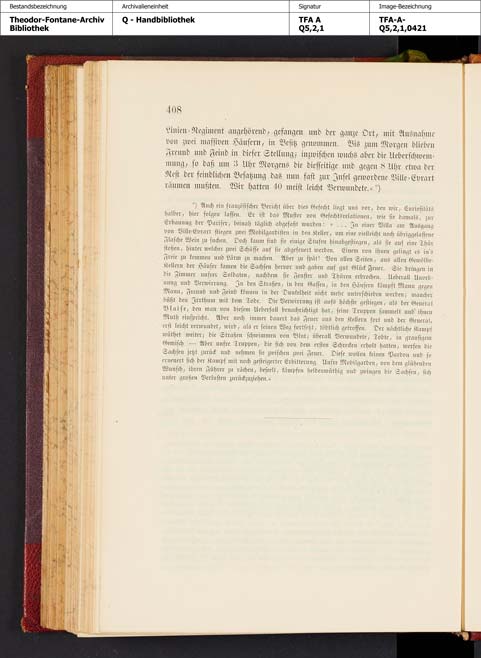 Bestandsbezeichnung
Archivalieneinheit
Signatur
Image-Bezeichnung
Theodor-Fontane-Archiv
Bibliothek
Q - Handbibliothek
TFA A
Q5,2,1
TFA-A-
Q5,2,1,0421
408
Linien-Regiment angehörend, gefangen und der ganze Ort, mit Ausnahme
von zwei massiven Häusern, in Besitz genommen. Bis zum Morgen blieben
Freund und Feind in dieser Stellung; inzwischen wuchs aber die Ueberschwem-
mung, so daß um 3 Uhr Morgens die diesseitige und gegen 8 Uhr etwa der
Rest der feindlichen Besatzung das nun fast zur Insel gewordene Ville-Evrart
räumen mußten. Wir hatten 40 meist leicht Verwundete.« *)
*) Auch ein französischer Bericht über dies Gefecht liegt uns vor, den wir, Curiosität
halber, hier folgen lassen. Er ist das Muster von Gefechtsrelationen, wie sie damals, zur
Erbauung der Pariser, beinah täglich abgefaßt wurden: » . . . In einer Villa am Ausgang
von Ville-Evrart stiegen zwei Mobilgardisten in den Keller, um eine vielleicht noch übriggelassene
Flasche Wein zu suchen. Doch kaum sind sie einige Stufen hinabgestiegen, als sie auf eine Thür
stoßen, hinter welcher zwei Schüsse auf sie abgefeuert werden. Einem von ihnen gelingt es in's
Freie zu kommen und Lärm zu machen. Aber zu spät! Von allen Seiten, aus allen Gewölbe-
Kellern der Häuser kamen die Sachsen hervor und gaben auf gut Glück Feuer. Sie dringen in
die Zimmer unsrer Soldaten, nachdem sie Fenster und Thüren erbrochen. Ueberall Unord-
nung und Verwirrung. In den Straßen, in den Gassen, in den Häusern kämpft Mann gegen
Mann, Freund und Feind können in der Dunkelheit nicht mehr unterschieden werden; mancher
büßt den Irrthum mit dem Tode. Die Verwirrung ist aufs höchste gestiegen, als der General
Blaise, den man von diesem Ueberfall benachrichtigt hat, seine Truppen sammelt und ihnen
Muth einspricht. Aber noch immer dauert das Feuer aus den Kellern fort und der General,
erst leicht verwundet, wird, als er seinen Weg fortsetzt, tödtlich getroffen. Der nächtliche Kampf
wüthet weiter; die Straßen schwimmen von Blut; überall Verwundete, Todte, in grausigem
Gemisch — Aber unsre Truppen, die sich von dem ersten Schrecken erholt hatten, werfen die
Sachsen jetzt zurück und nehmen sie zwischen zwei Feuer. Diese wollen keinen Pardon und so
erneuert sich der Kampf mit noch gesteigerter Erbitterung. Unsre Mobilgarden, von dem glühenden
Wunsch, ihren Führer zu rächen, beseelt, kämpfen heldenmüthig und zwingen die Sachsen, sich
unter großen Verlusten zurückzuziehen.«